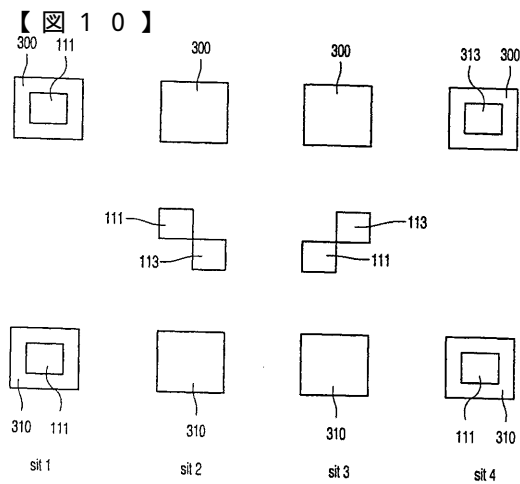 【図１０】
300 111 300 300 313 300
111 113 113 111
310 111 310 310 111 310
sit 1 sit 2 sit 3 sit 4